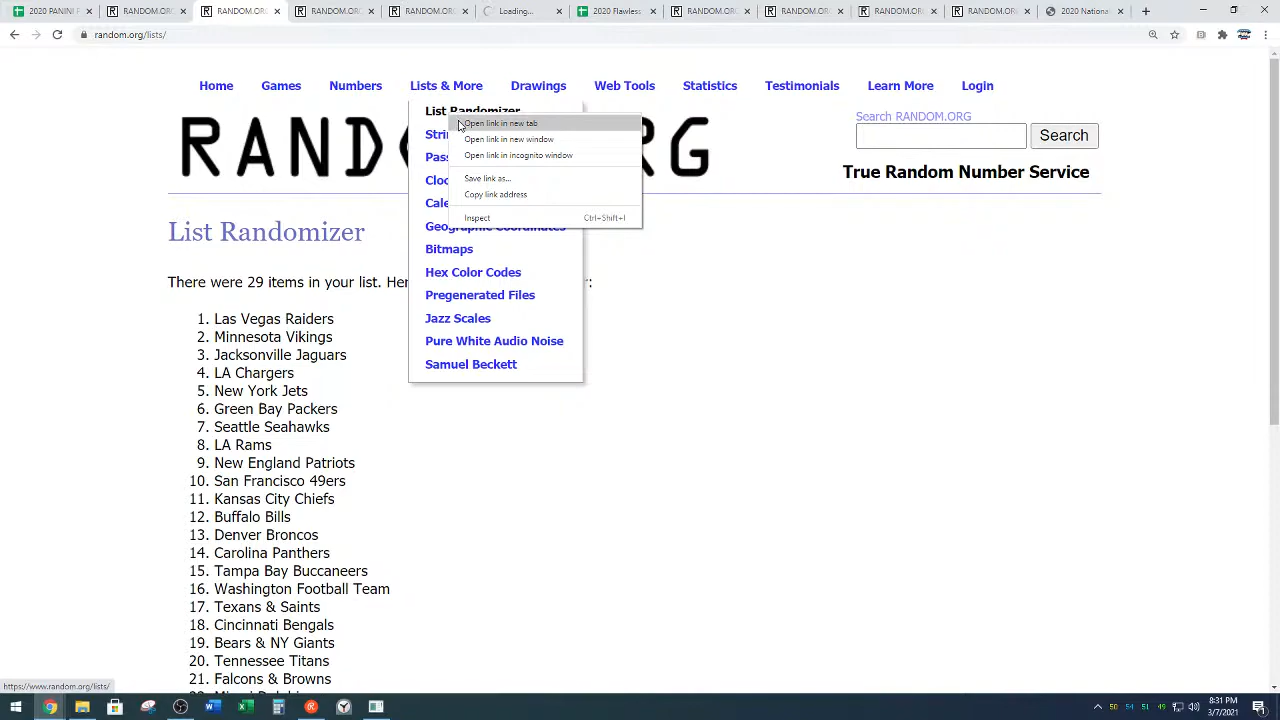 2020 PANINI F
RANDOM.ORG
RANDOM.ORG
RANDOM.ORG
RANDOM.ORG
Loading...
2020 Flawless
RANDOM.ORG
RANDOM.ORG
RANDOM.ORG
RANDOM.ORG
2020 National
random.org/lists/
Home Games Numbers Lists & More Drawings Web Tools Statistics Testimonials Learn More Login
RANDOM.ORG
Search RANDOM.ORG
Search
True Random Number Service
List Randomizer
Open link in new tab
Open link in new window
Open link in incognito window
Save link as...
Copy link address
Inspect Ctrl+Shift+I
Geographic Coordinates
Bitmaps
Hex Color Codes
Pregenerated Files
Jazz Scales
Pure White Audio Noise
Samuel Beckett
List Randomizer
There were 29 items in your list. Her
1. Las Vegas Raiders
2. Minnesota Vikings
3. Jacksonville Jaguars
4. LA Chargers
5. New York Jets
6. Green Bay Packers
7. Seattle Seahawks
8. LA Rams
9. New England Patriots
10. San Francisco 49ers
11. Kansas City Chiefs
12. Buffalo Bills
13. Denver Broncos
14. Carolina Panthers
15. Tampa Bay Buccaneers
16. Washington Football Team
17. Texans & Saints
18. Cincinnati Bengals
19. Bears & NY Giants
20. Tennessee Titans
21. Falcons & Browns
https://www.random.org/lists/
50 54 51 49
8:31 PM
3/7/2021